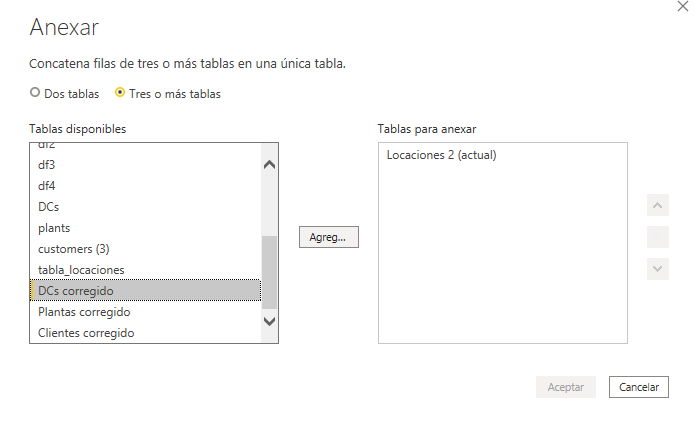 Anexar
Concatena filas de tres o más tablas en una única tabla.
Dos tablas
Tres o más tablas
Tablas disponibles
df2
df3
df4
DCs
plants
customers (3)
tabla_locaciones
DCs corregido
Plantas corregido
Clientes corregido
Agreg...
Tablas para anexar
Locaciones 2 (actual)
Aceptar
Cancelar